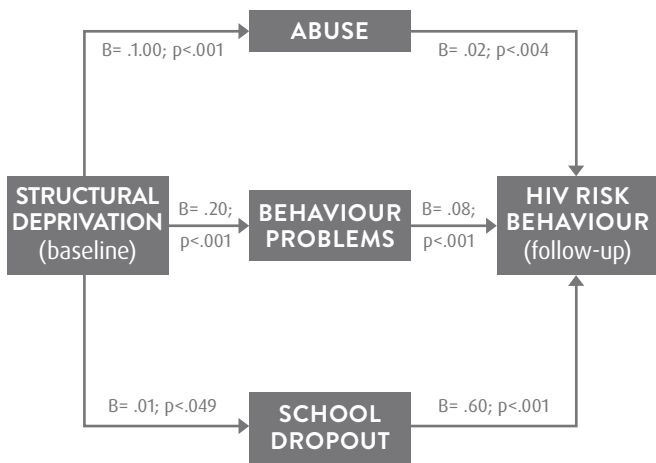 ABUSE
B= .1.00; p<.001
B= .02; p<.004
STRUCTURAL
DEPRIVATION
(baseline)
B= .20;
p<.001
BEHAVIOUR
PROBLEMS
B= .08;
p<.001
HIV RISK
BEHAVIOUR
(follow-up)
B= .01; p<.049
SCHOOL
DROPOUT
B= .60; p<.001